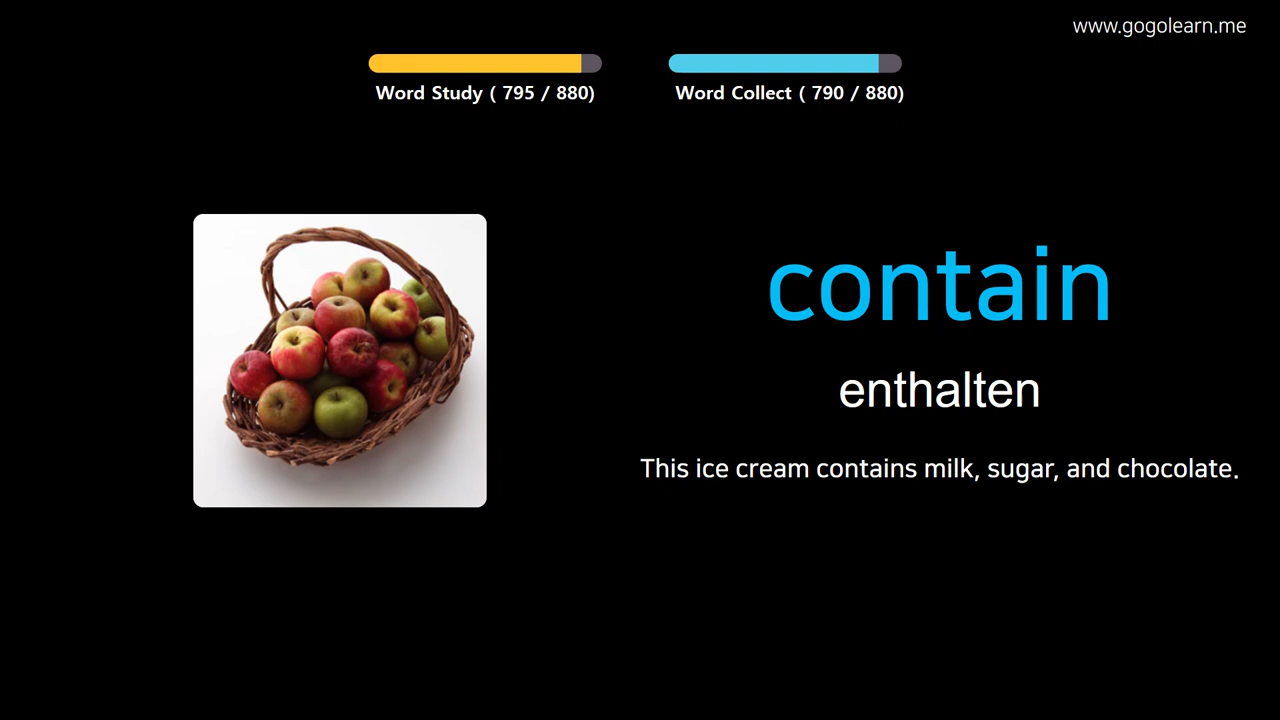 www.gogolearn.me
Word Study ( 795 / 880)
Word Collect ( 790 / 880)
contain
enthalten
This ice cream contains milk, sugar, and chocolate.